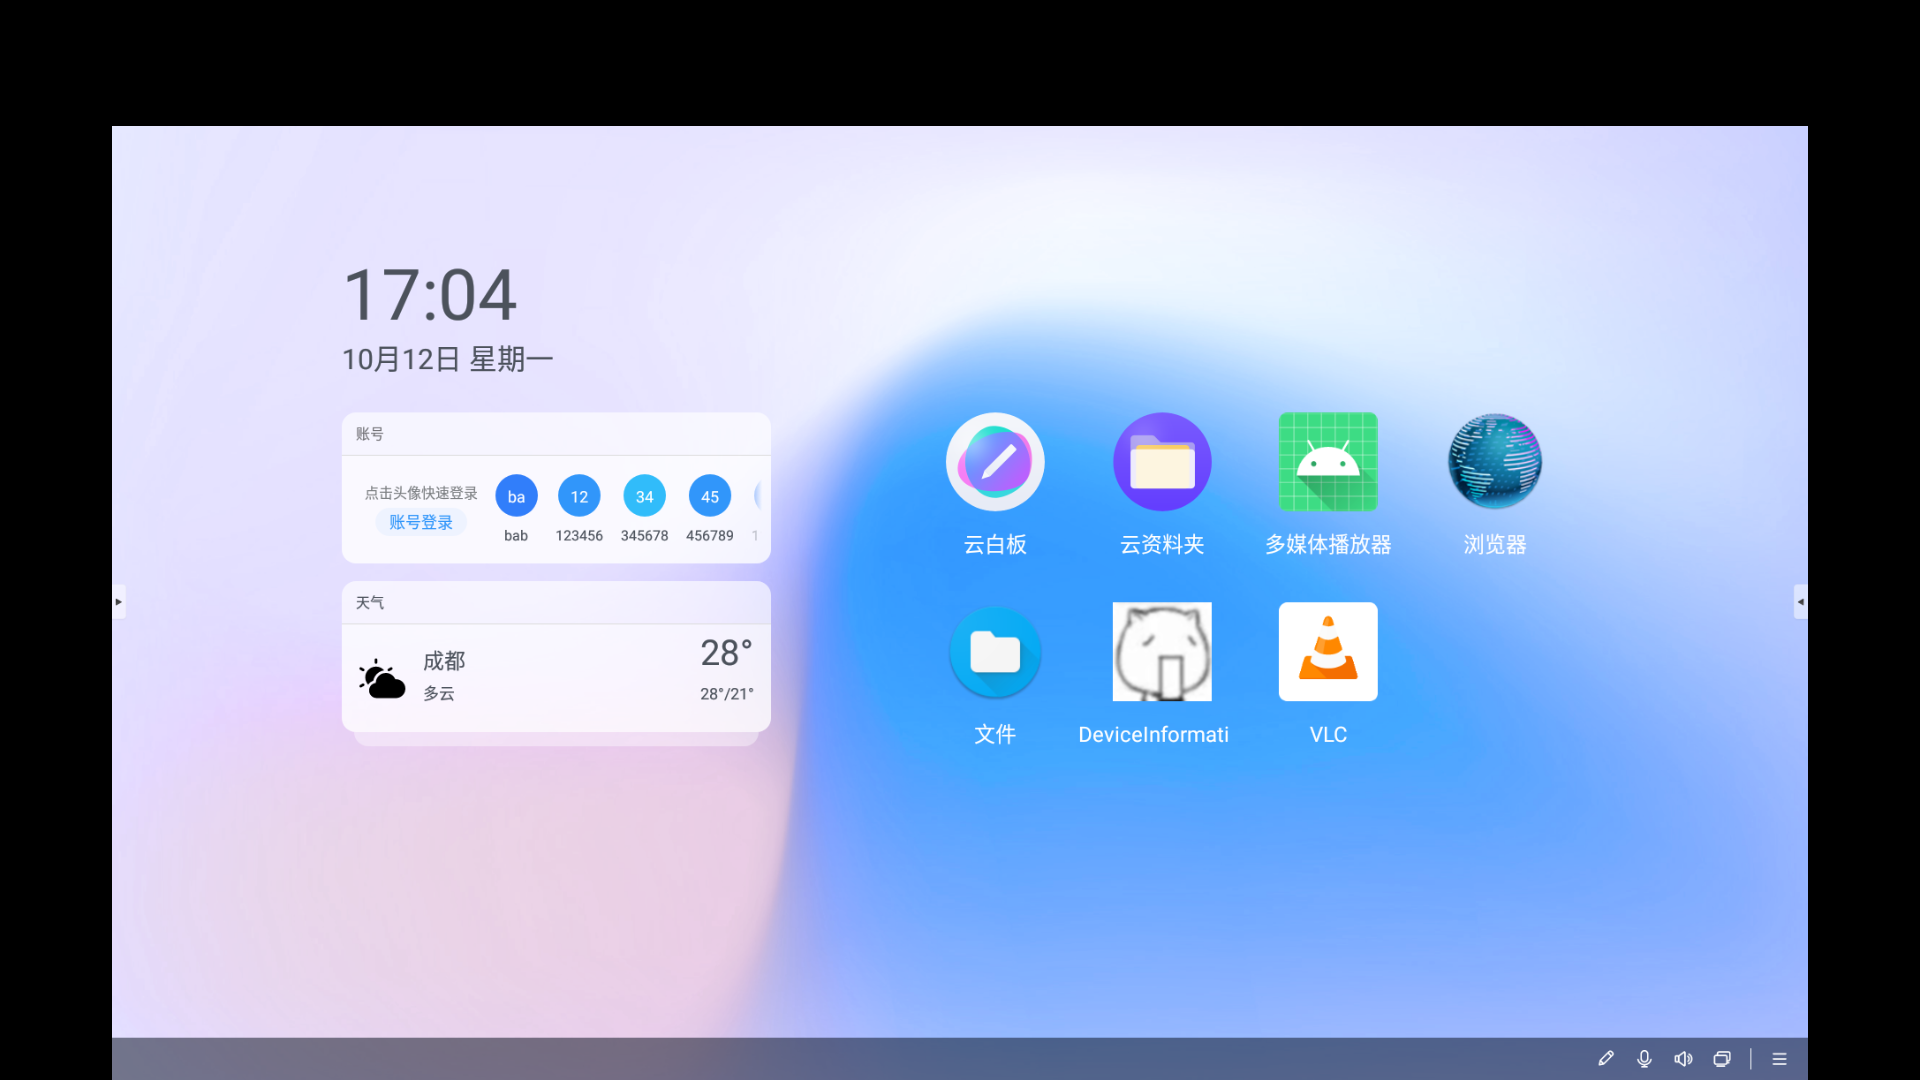 17:04
10月12日 星期一
账号
点击头像快速登录
账号登录
ba
12
34
45
bab
123456
345678
456789
1
天气
成都
多云
28°
28°/21°
云白板
云资料夹
多媒体播放器
浏览器
文件
DeviceInformati
VLC